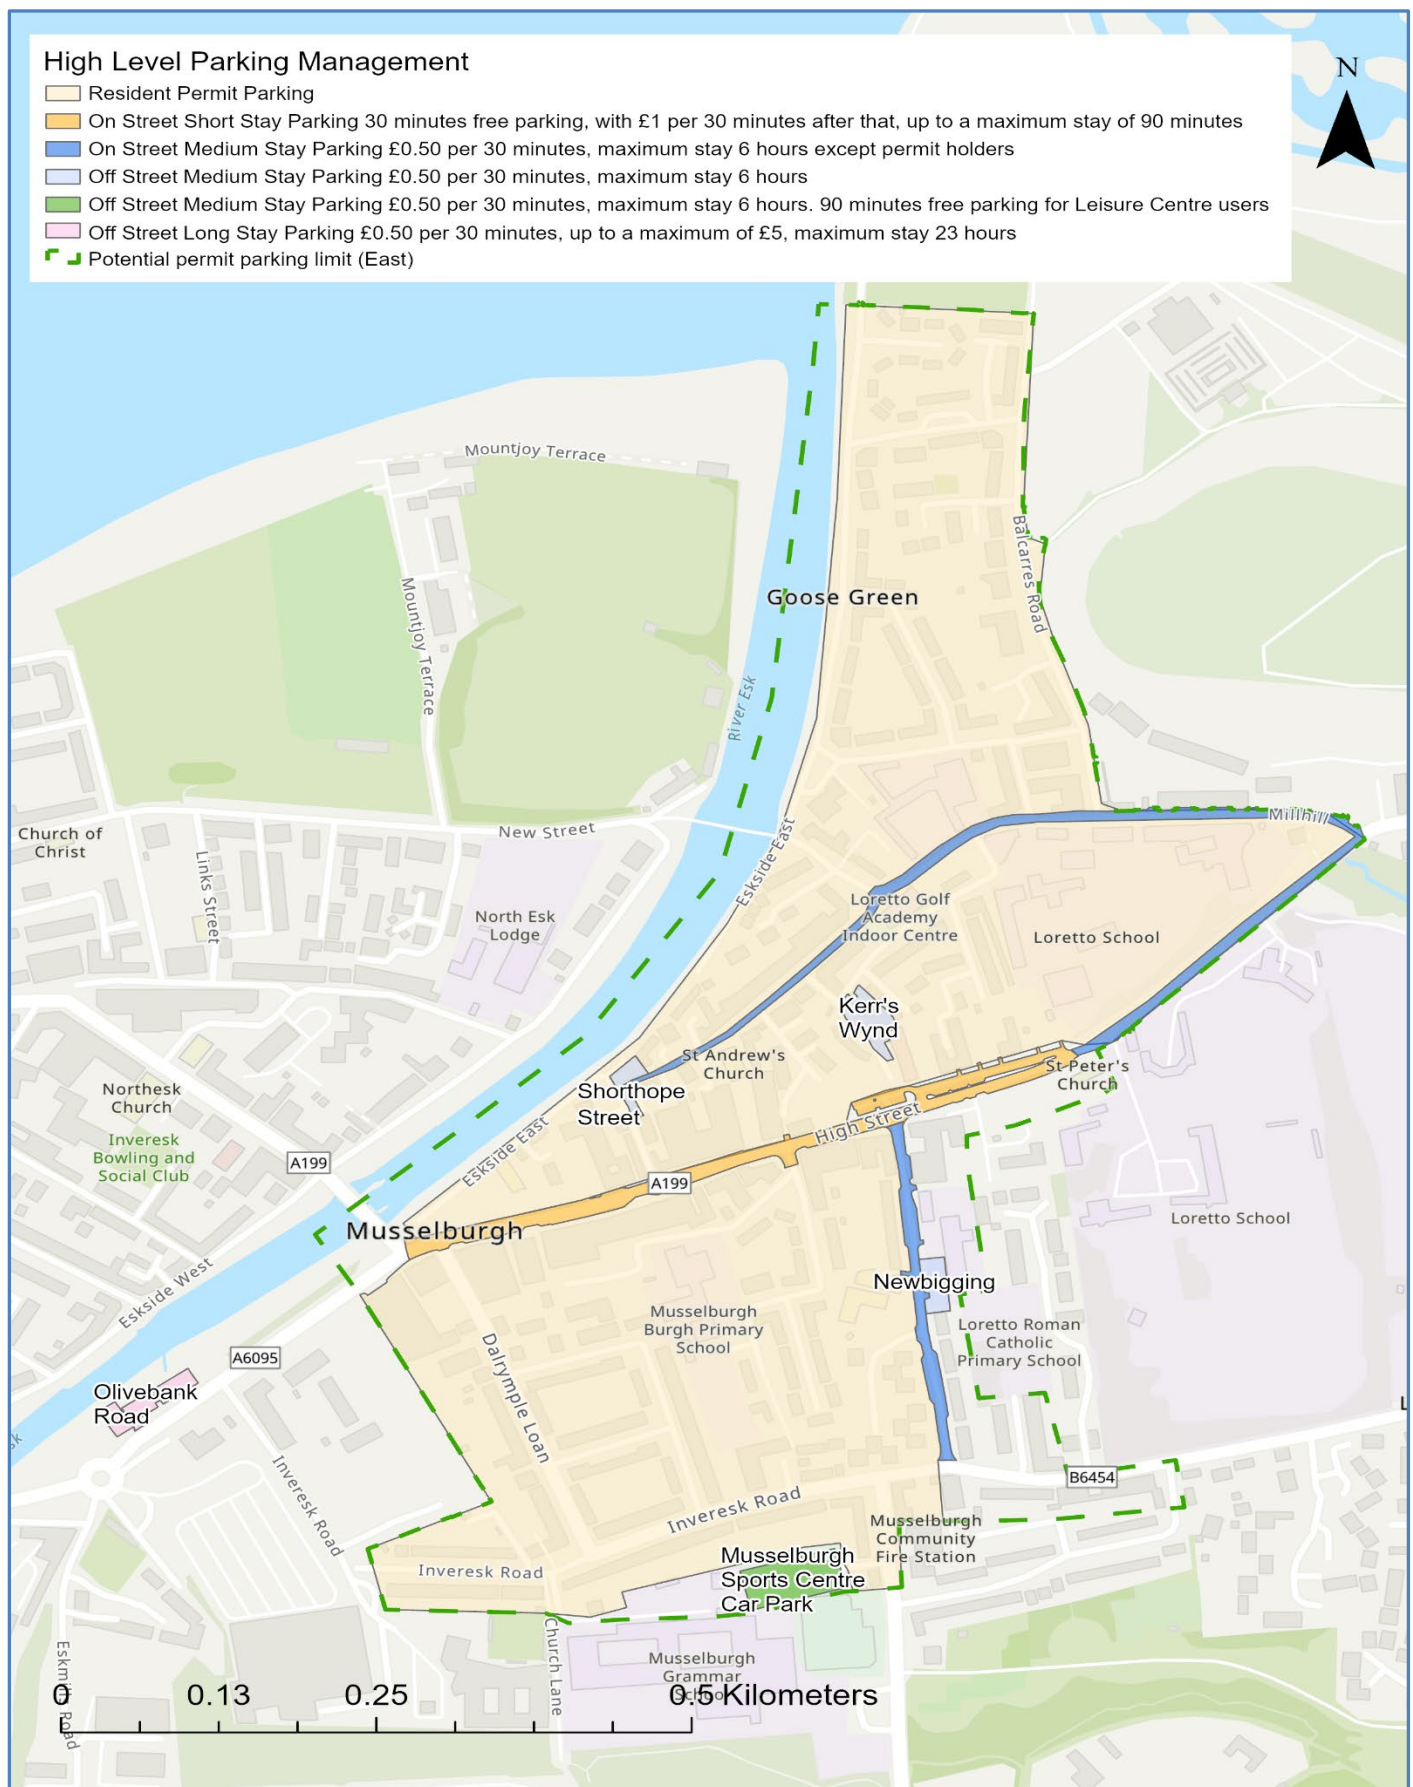 High Level Parking Management
N
Resident Permit Parking
On Street Short Stay Parking 30 minutes free parking, with £1 per 30 minutes after that, up to a maximum stay of 90 minutes
On Street Medium Stay Parking £0.50 per 30 minutes, maximum stay 6 hours except permit holders
Off Street Medium Stay Parking £0.50 per 30 minutes, maximum stay 6 hours
Off Street Medium Stay Parking £0.50 per 30 minutes, maximum stay 6 hours. 90 minutes free parking for Leisure Centre users
Off Street Long Stay Parking £0.50 per 30 minutes, up to a maximum of £5, maximum stay 23 hours
Potential permit parking limit (East)
Mountjoy Terrace
Balcarres Road
Mountjoy Terrace
Goose Green
River Esk
Millhill
New Street
Church of
Christ
Links Street
Eskside East
North Esk
Lodge
Loretto Golf
Academy
Indoor Centre
Loretto School
Kerr's
Wynd
St Andrew's
Church
St Peter's
Church
Shorthope
Street
Northesk
Church
High Street
Inveresk
Bowling and
Social Club
A199
Eskside East
A199
Loretto School
Musselburgh
Eskside West
Newbigging
Musselburgh
Burgh Primary
School
Loretto Roman
Catholic
Primary School
A6095
Dalrymple Loan
Olivebank
Road
L
sk
Inveresk Road
B6454
Inveresk Road
Musselburgh
Community
Fire Station
Musselburgh
Sports Centre
Car Park
Inveresk Road
Church Lane
Eskmills Road
Musselburgh
Grammar
School
0
0.13
0.25
0.5 Kilometers